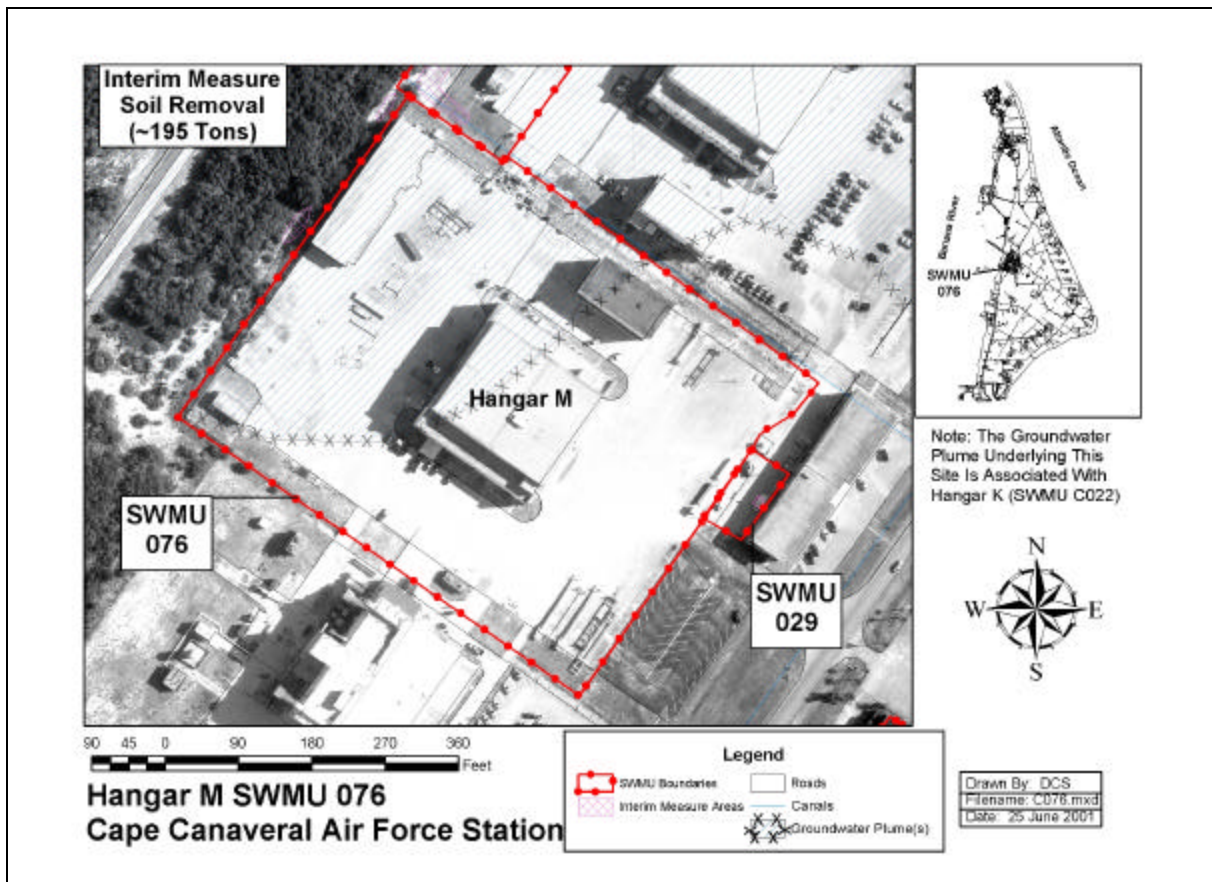 Interim Measure
Soil Removal
(~195 Tons)
Atlantic Ocean
Banana River
SWMU
076
Hangar M
Note: The Groundwater
Plume Underlying This
Site Is Associated With
Hangar K (SWMU C022)
SWMU
076
SWMU
029
N
W E
S
90 45 0 90 180 270 360
Feet
Hangar M SWMU 076
Cape Canaveral Air Force Station
Legend
SWMU Boundaries
Interim Measure Areas
Roads
Canals
Groundwater Plume(s)
Drawn By: DCS
Filename: C076.mxd
Date: 25 June 2001